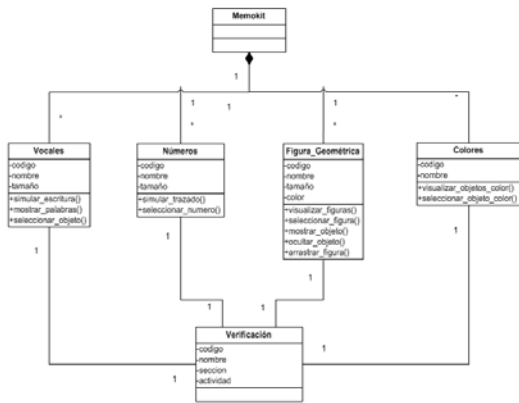 Memokit
1
1
1
1
*
*
*
Vocales
-codigo
-nombre
-tamaño
+simular_escritura()
+mostrar_palabras()
+seleccionar_objeto()
Números
-codigo
-nombre
-tamaño
+simular_trazado()
+seleccionar_numero()
Figura_Geométrica
-codigo
-nombre
-tamaño
-color
+visualizar_figuras()
+seleccionar_figura()
+mostrar_objeto()
+ocultar_objeto()
+arrastrar_figura()
Colores
-codigo
-nombre
+visualizar_objetos_color()
+seleccionar_objeto_color()
1
1
1
1
1
1
Verificación
-codigo
-nombre
-seccion
-actividad
1
1